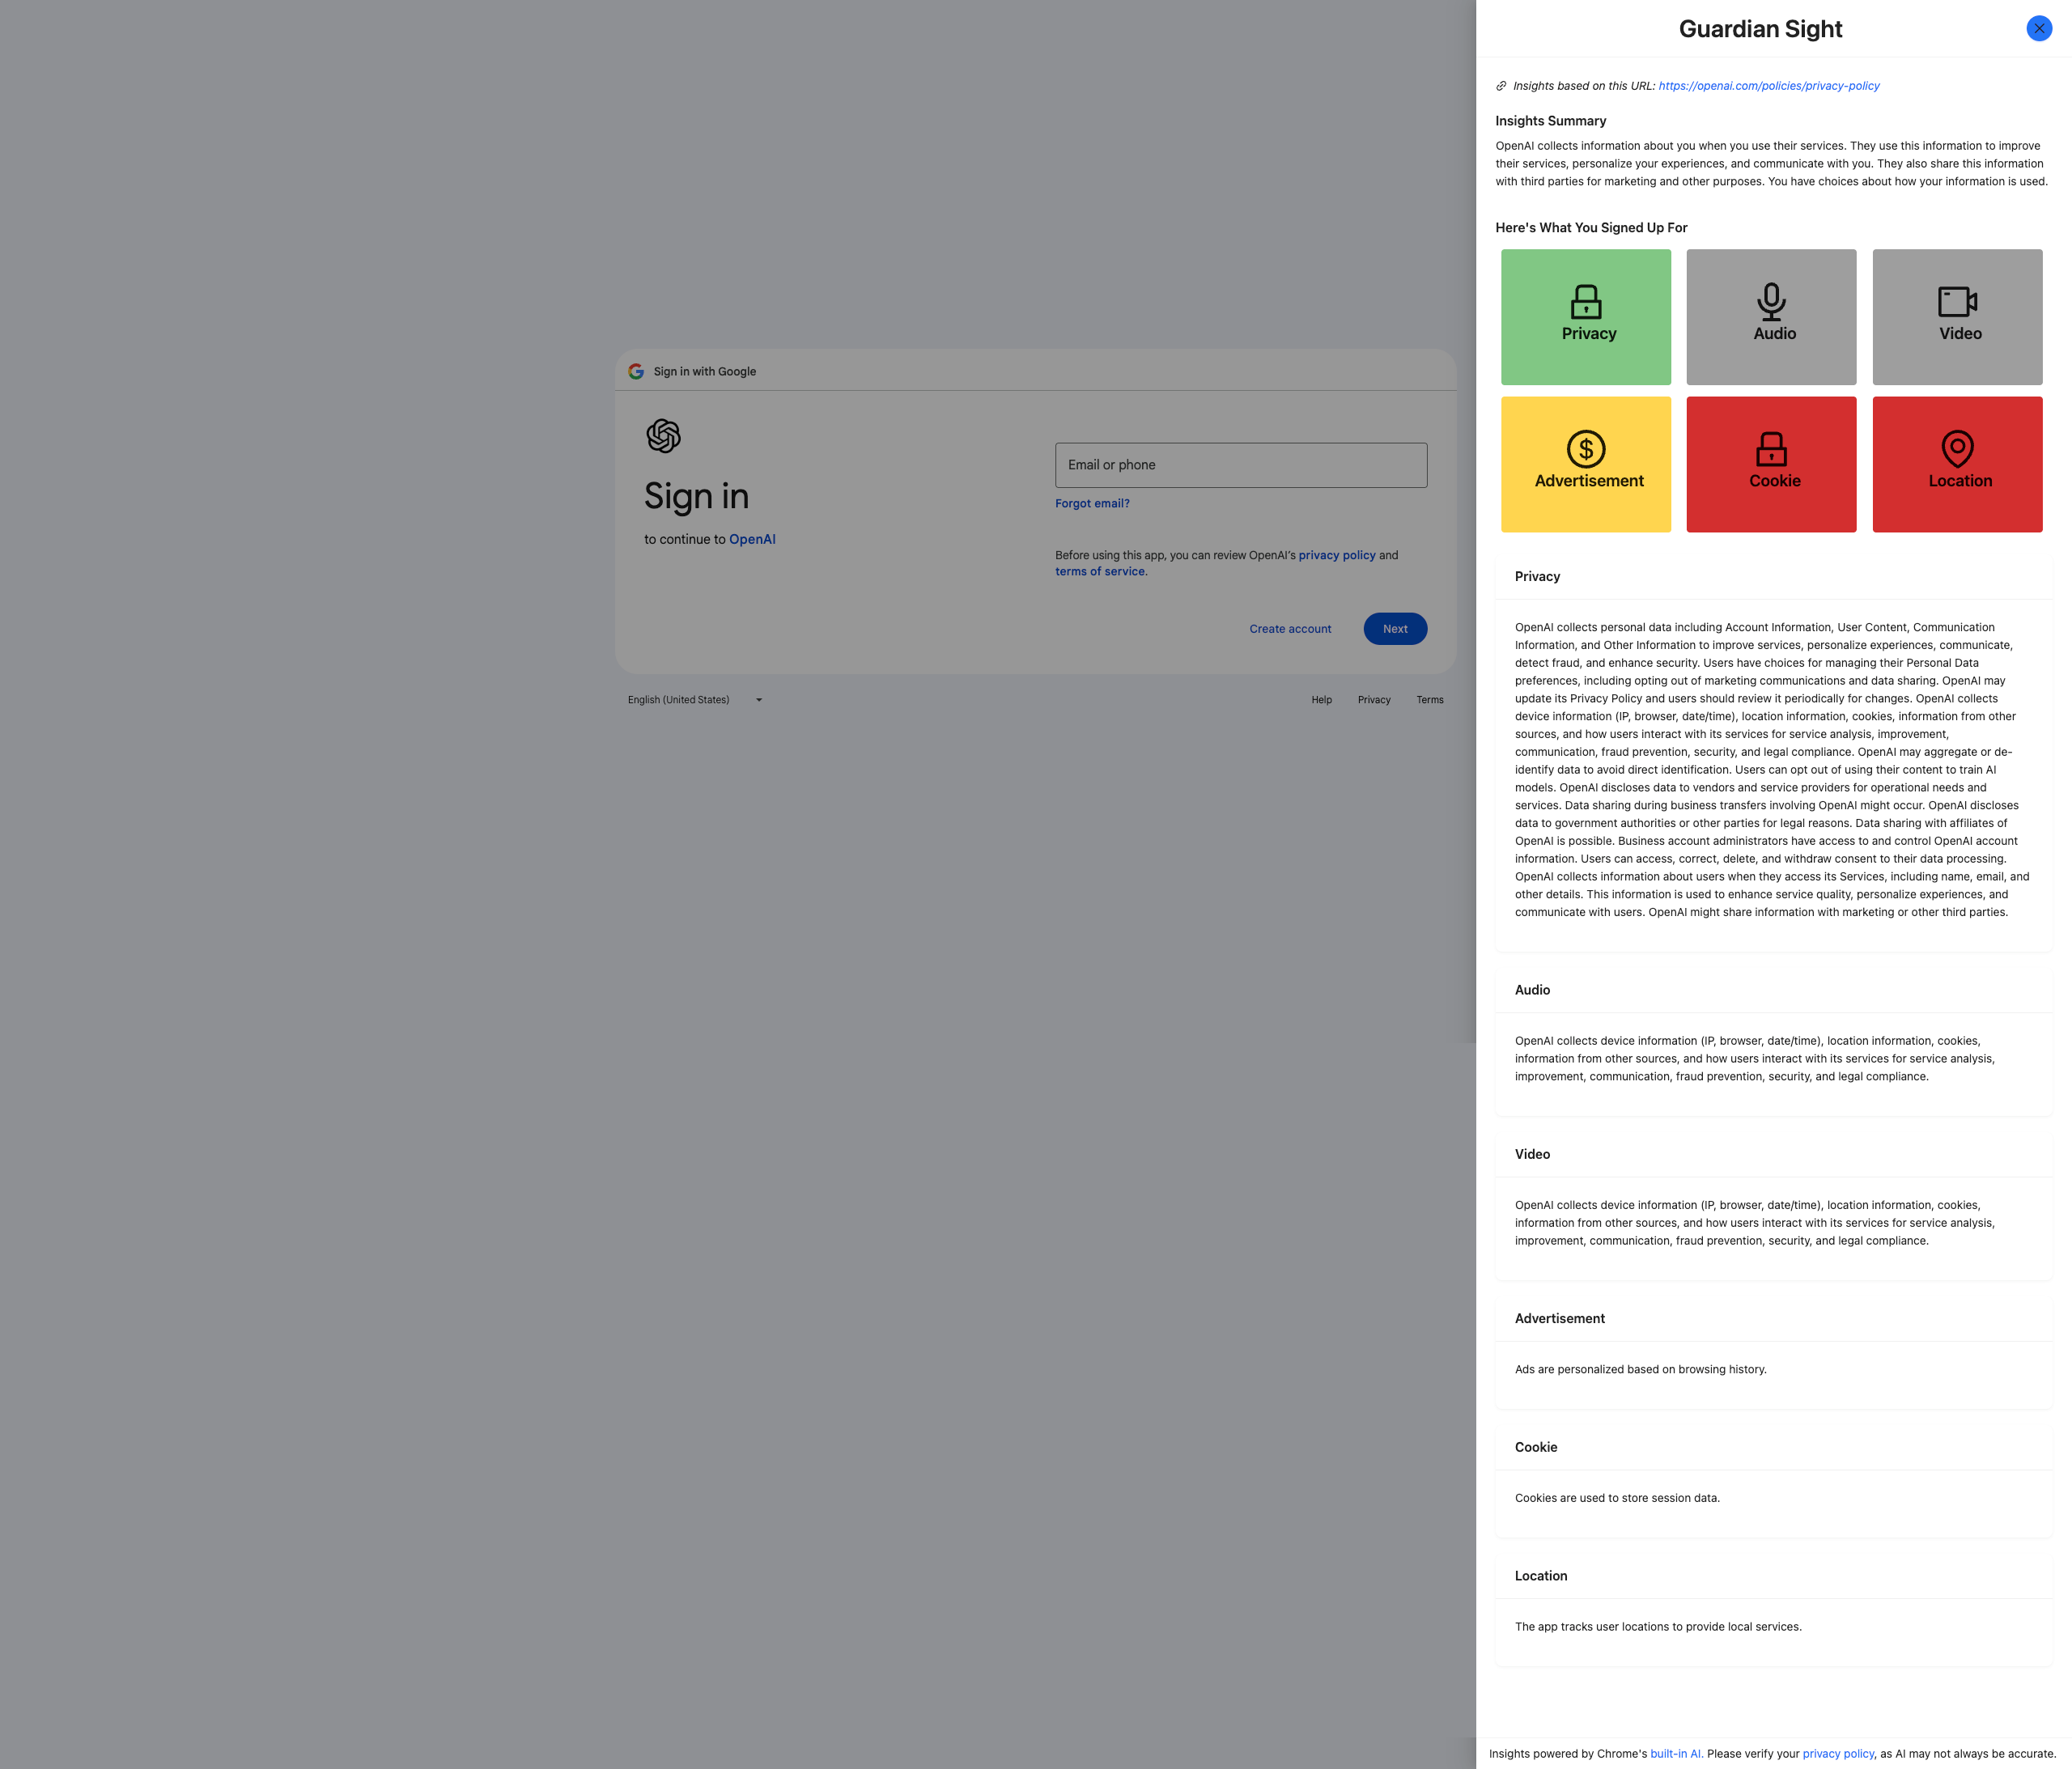 Sign in with Google
Sign in
to continue to OpenAI
Email or phone
Forgot email?
Before using this app, you can review OpenAI's privacy policy and
terms of service.
Create account
Next
English (United States)
Help
Privacy
Terms
Guardian Sight
Insights based on this URL: https://openai.com/policies/privacy-policy
Insights Summary
OpenAI collects information about you when you use their services. They use this information to improve
their services, personalize your experiences, and communicate with you. They also share this information
with third parties for marketing and other purposes. You have choices about how your information is used.
Here's What You Signed Up For
Privacy
Audio
Video
Advertisement
Cookie
Location
Privacy
OpenAI collects personal data including Account Information, User Content, Communication
Information, and Other Information to improve services, personalize experiences, communicate,
detect fraud, and enhance security. Users have choices for managing their Personal Data
preferences, including opting out of marketing communications and data sharing. OpenAI may
update its Privacy Policy and users should review it periodically for changes. OpenAI collects
device information (IP, browser, date/time), location information, cookies, information from other
sources, and how users interact with its services for service analysis, improvement,
communication, fraud prevention, security, and legal compliance. OpenAI may aggregate or de-
identify data to avoid direct identification. Users can opt out of using their content to train AI
models. OpenAI discloses data to vendors and service providers for operational needs and
services. Data sharing during business transfers involving OpenAI might occur. OpenAI discloses
data to government authorities or other parties for legal reasons. Data sharing with affiliates of
OpenAI is possible. Business account administrators have access to and control OpenAI account
information. Users can access, correct, delete, and withdraw consent to their data processing.
OpenAI collects information about users when they access its Services, including name, email, and
other details. This information is used to enhance service quality, personalize experiences, and
communicate with users. OpenAI might share information with marketing or other third parties.
Audio
OpenAI collects device information (IP, browser, date/time), location information, cookies,
information from other sources, and how users interact with its services for service analysis,
improvement, communication, fraud prevention, security, and legal compliance.
Video
OpenAI collects device information (IP, browser, date/time), location information, cookies,
information from other sources, and how users interact with its services for service analysis,
improvement, communication, fraud prevention, security, and legal compliance.
Advertisement
Ads are personalized based on browsing history.
Cookie
Cookies are used to store session data.
Location
The app tracks user locations to provide local services.
Insights powered by Chrome's built-in AI. Please verify your privacy policy, as AI may not always be accurate.